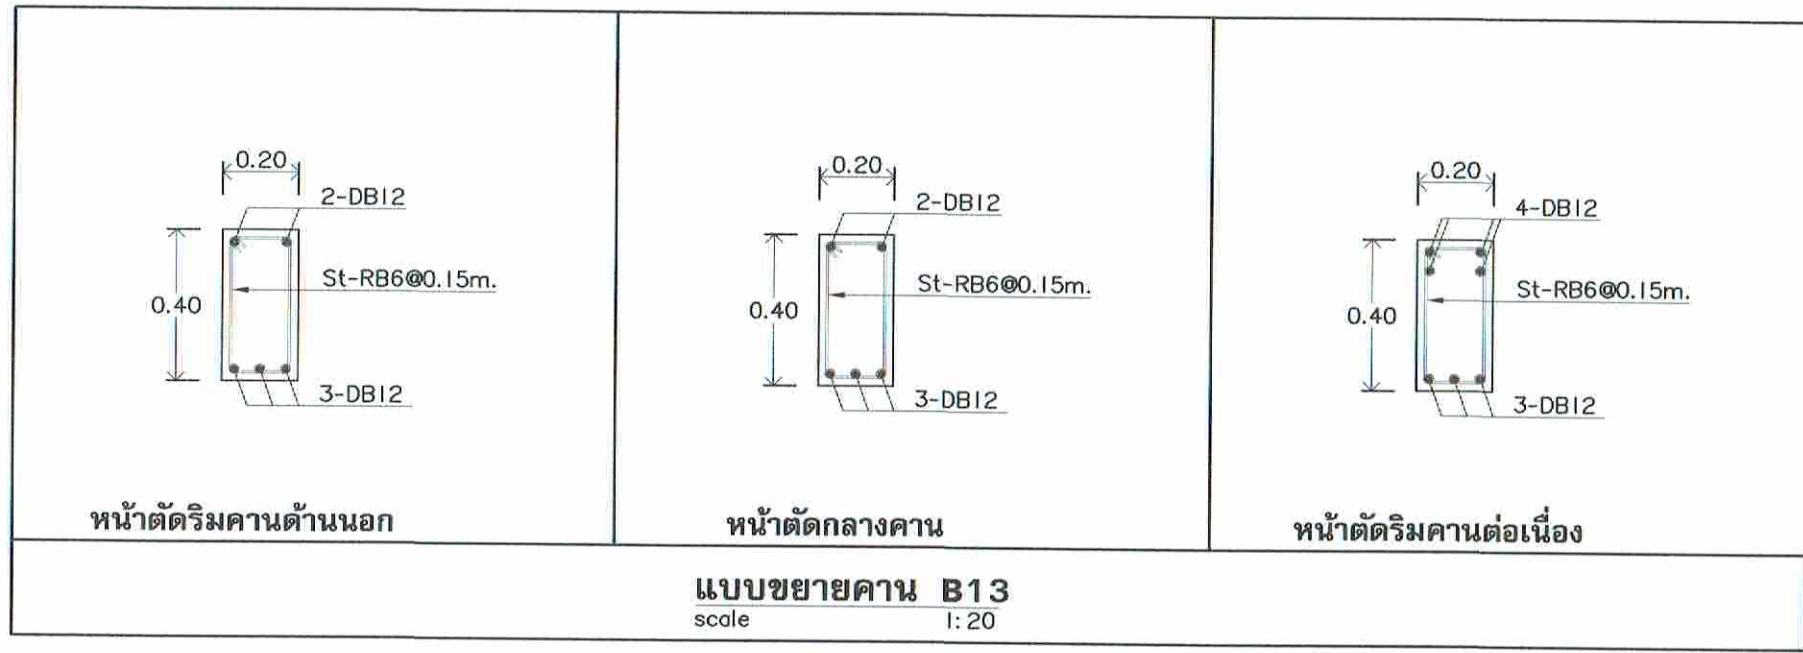 0.20
2-DB12
St-RB6@0.15m.
0.40
3-DB12
หน้าตัดริมคานด้านนอก
0.20
2-DB12
St-RB6@0.15m.
0.40
3-DB12
หน้าตัดกลางคาน
0.20
4-DB12
St-RB6@0.15m.
0.40
3-DB12
หน้าตัดริมคานต่อเนื่อง
แบบขยายคาน B13
scale 1:20